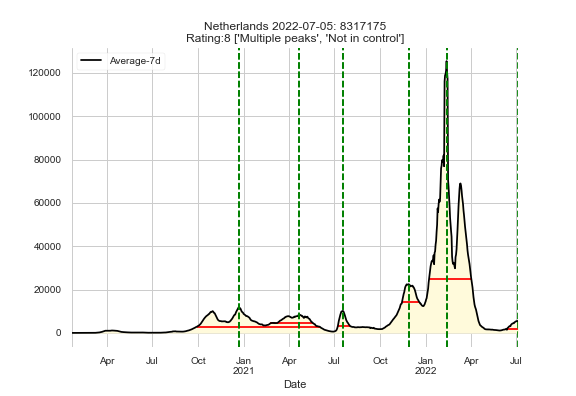 Netherlands 2022-07-05: 8317175
Rating:8 ['Multiple peaks', 'Not in control']
Average-7d
120000
100000
80000
60000
40000
20000
0
Apr Jul Oct Jan Apr Jul Oct Jan Apr Jul
2021 2022
Date